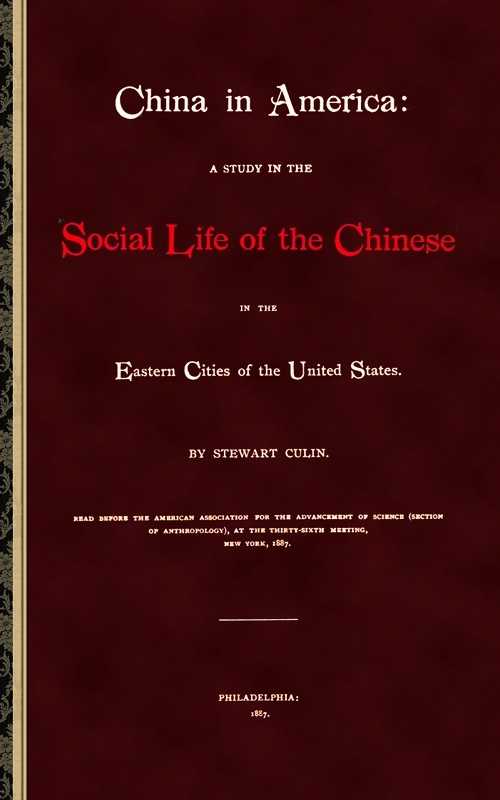 China in America:
A STUDY IN THE
Social Life of the Chinese
IN THE
Eastern Cities of the United States.
BY STEWART CULIN.
READ BEFORE THE AMERICAN ASSOCIATION FOR THE ADVANCEMENT OF SCIENCE (SECTION
OF ANTHROPOLOGY), AT THE THIRTY-SIXTH MEETING,
NEW YORK, 1887.
PHILADELPHIA:
1887.